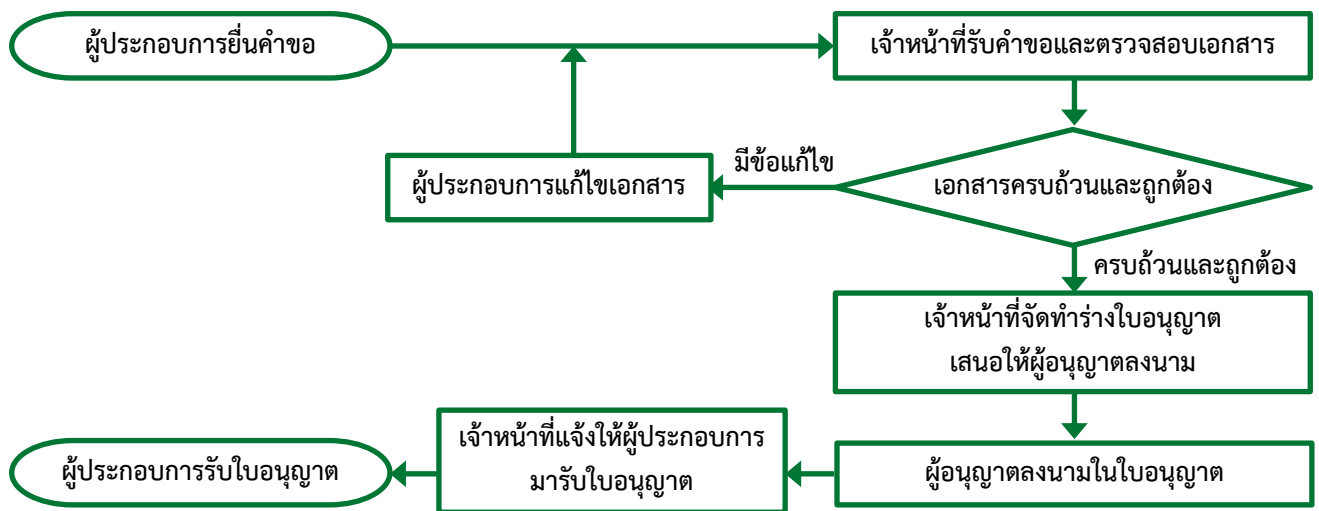 ผู้ประกอบการยื่นคำขอ
เจ้าหน้าที่รับคำขอและตรวจสอบเอกสาร
มีข้อแก้ไข
ผู้ประกอบการแก้ไขเอกสาร
เอกสารครบถ้วนและถูกต้อง
ครบถ้วนและถูกต้อง
เจ้าหน้าที่จัดทำร่างใบอนุญาต
เสนอให้ผู้อนุญาตลงนาม
ผู้อนุญาตลงนามในใบอนุญาต
เจ้าหน้าที่แจ้งให้ผู้ประกอบการ
มารับใบอนุญาต
ผู้ประกอบการรับใบอนุญาต